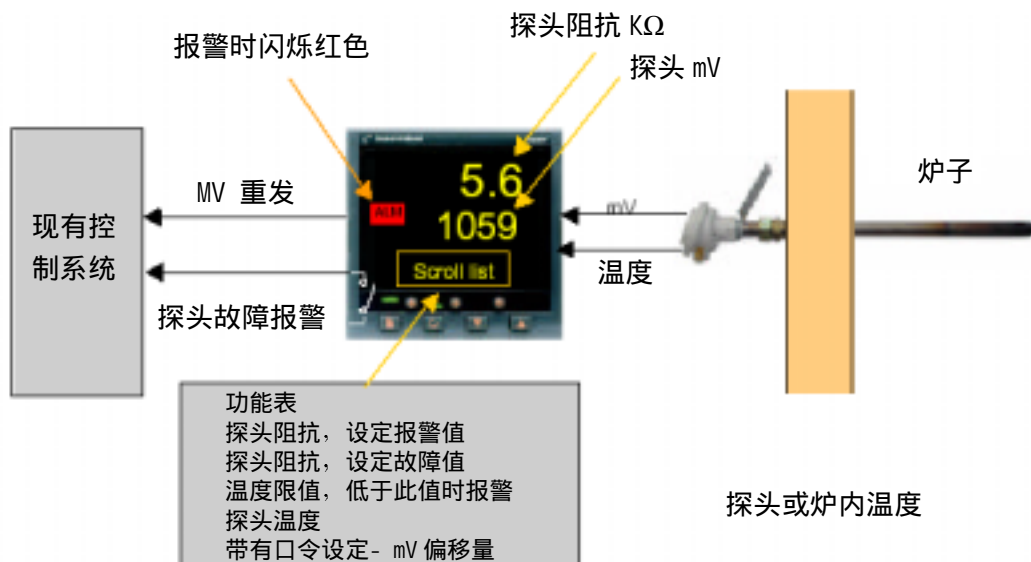 探头阻抗 KΩ
报警时闪烁红色
探头 mV
炉子
5.6
MV 重发
mV
ALM
1059
现有控
制系统
温度
Scroll list
探头故障报警
功能表
探头阻抗，设定报警值
探头阻抗，设定故障值
温度限值，低于此值时报警
探头温度
带有口令设定- mV 偏移量
探头或炉内温度